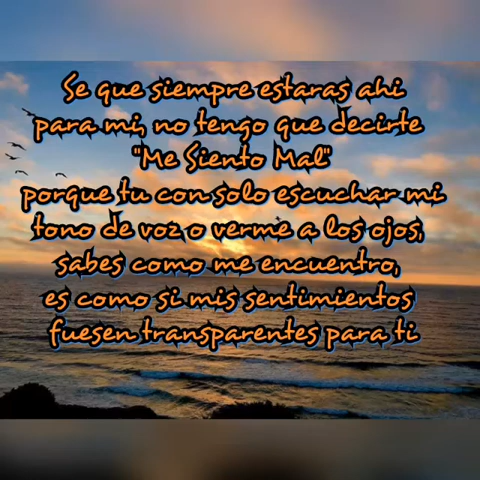 Se que siempre estaras ahi
para mi, no tengo que decirte
"Me Siento Mal"
porque tu con solo escuchar mi
tono de voz o verme a los ojos,
sabes como me encuentro,
es como si mis sentimientos
fuesen transparentes para ti